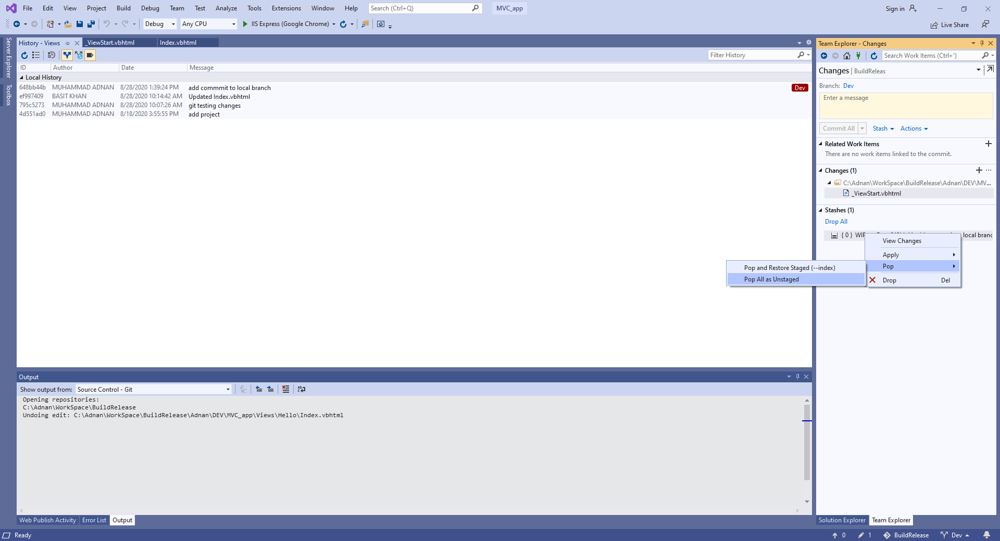 File Edit View Project Build Debug Team Test Analyze Tools Extensions Window Help Search (Ctrl+Q) MVC_app Sign in
Debug Any CPU IIS Express (Google Chrome) Live Share
Server Explorer
Toolbox
History - Views _ViewStart.vbhtml Index.vbhtml
Filter History
ID Author Date Message
Local History
648bb44b MUHAMMAD ADNAN 8/28/2020 1:39:24 PM add commmit to local branch Dev
ef997409 BASIT KHAN 8/28/2020 10:14:42 AM Updated Index.vbhtml
795c5273 MUHAMMAD ADNAN 8/28/2020 10:07:26 AM git testing changes
4d551ad0 MUHAMMAD ADNAN 8/18/2020 3:55:55 PM add project
Team Explorer - Changes
Search Work Items (Ctrl+')
Changes | BuildReleas
Branch: Dev
Enter a message
Commit All Stash Actions
Related Work Items
There are no work items linked to the commit.
Changes (1)
C:\Adnan\WorkSpace\BuildRelease\Adnan\DEV\MV...
_ViewStart.vbhtml
Stashes (1)
Drop All
{ 0 } WIP local branc
View Changes
Apply
Pop
Drop Del
Pop and Restore Staged (--index)
Pop All as Unstaged
Output
Show output from: Source Control - Git
Opening repositories:
C:\Adnan\WorkSpace\BuildRelease
Undoing edit: C:\Adnan\WorkSpace\BuildRelease\Adnan\DEV\MVC_app\Views\Hello\Index.vbhtml
Web Publish Activity Error List Output
Solution Explorer Team Explorer
Ready 0 1 BuildRelease Dev